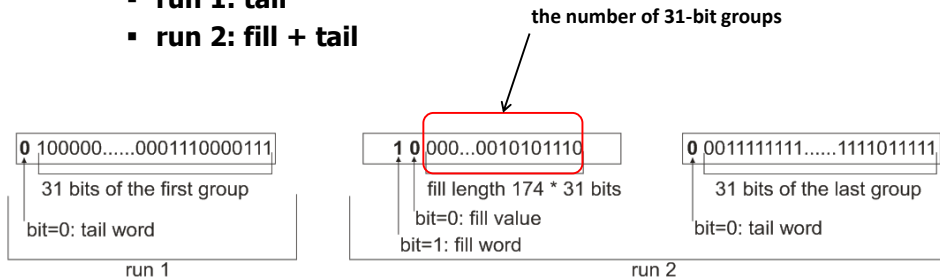 run 1: tail
the number of 31-bit groups
▪ run 2: fill + tail
0 100000......0001110000111
1 0 000...0010101110
0 0011111111......1111011111
31 bits of the first group
fill length 174 * 31 bits
31 bits of the last group
bit=0: fill value
bit=0: tail word
bit=0: tail word
bit=1: fill word
run 1
run 2